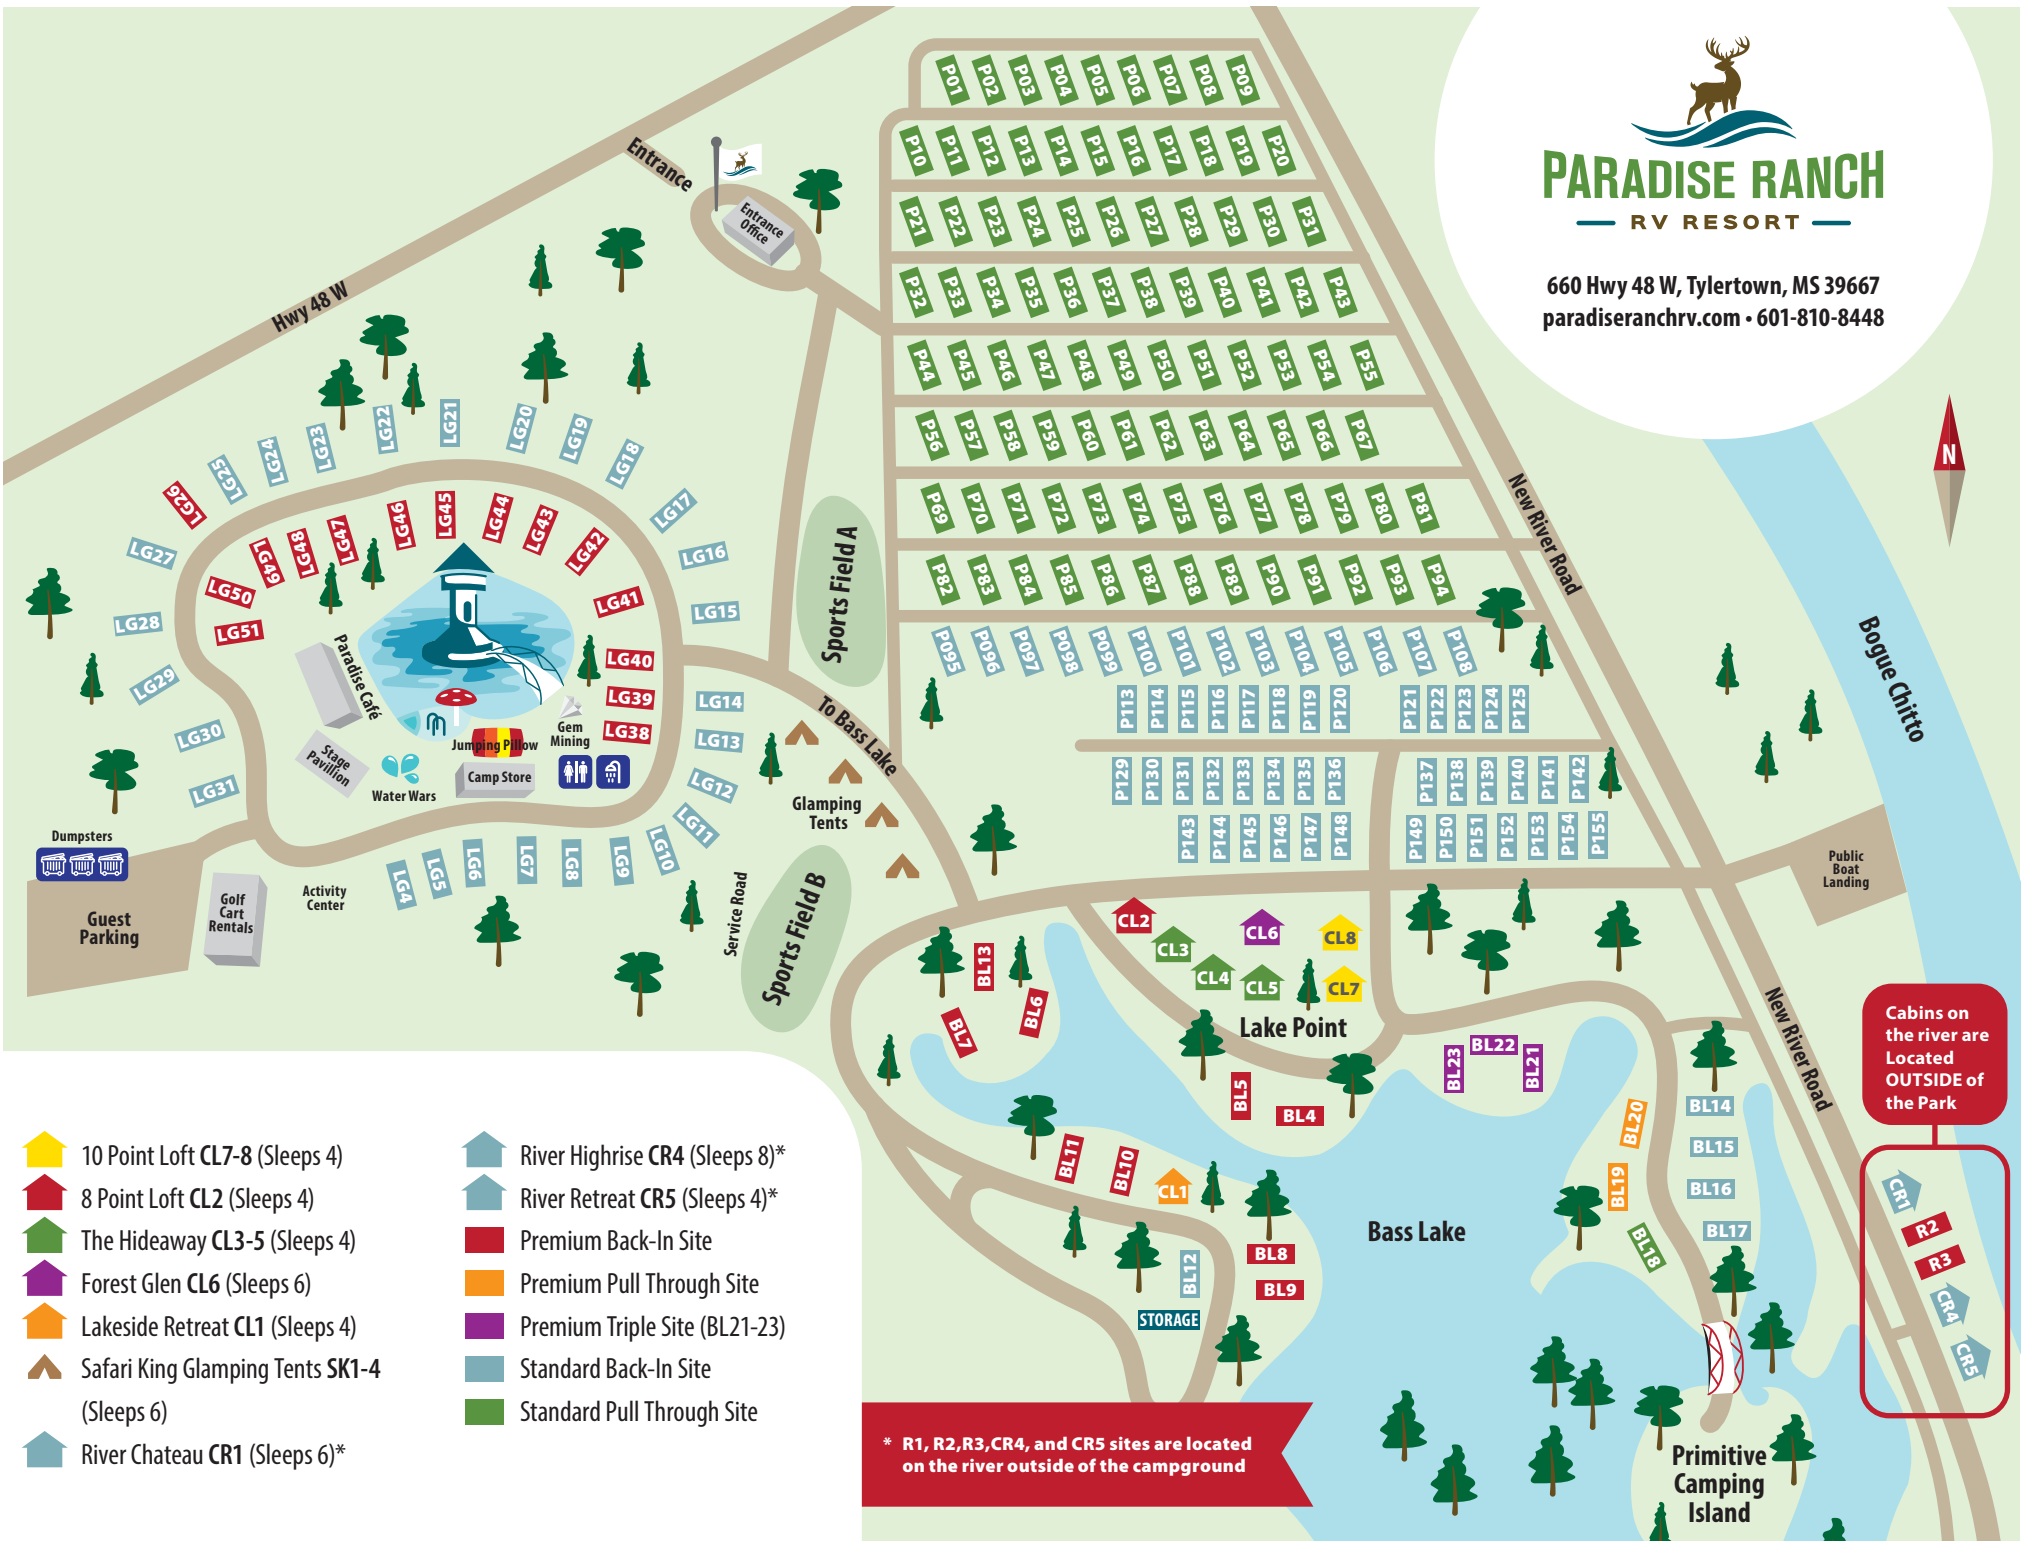 P01 P02 P03 P04 P05 P06 P07 P08 P09
P10 P11 P12 P13 P14 P15 P16 P17 P18 P19 P20
P21 P22 P23 P24 P25 P26 P27 P28 P29 P30 P31
P32 P33 P34 P35 P36 P37 P38 P39 P40 P41 P42 P43
P44 P45 P46 P47 P48 P49 P50 P51 P52 P53 P54 P55
P56 P57 P58 P59 P60 P61 P62 P63 P64 P65 P66 P67
P69 P70 P71 P72 P73 P74 P75 P76 P77 P78 P79 P80 P81
P82 P83 P84 P85 P86 P87 P88 P89 P90 P91 P92 P93 P94
P095 P096 P097 P098 P099 P100 P101 P102 P103 P104 P105 P106 P107 P108
P113 P114 P115 P116 P117 P118 P119 P120 P121 P122 P123 P124 P125
P129 P130 P131 P132 P133 P134 P135 P136 P137 P138 P139 P140 P141 P142
P143 P144 P145 P146 P147 P148 P149 P150 P151 P152 P153 P154 P155
PARADISE RANCH
RV RESORT
660 Hwy 48 W, Tylertown, MS 39667
paradiseranchrv.com • 601-810-8448
N
Entrance
Entrance
Office
Hwy 48 W
New River Road
Bogue Chitto
LG26 LG25 LG24 LG23 LG22 LG21 LG20 LG19 LG18
LG17
LG16
LG15
LG14
LG13
LG12
LG11
LG27
LG28
LG29
LG30
LG31
LG51
LG50
LG49 LG48 LG47 LG46 LG45 LG44 LG43 LG42
LG41
LG40
LG39
LG38
LG4 LG5 LG6 LG7 LG8 LG9 LG10
Paradise Café
Stage
Pavillion
Water Wars
Jumping Pillow
Camp Store
Gem
Mining
Sports Field A
To Bass Lake
Glamping
Tents
Sports Field B
Service Road
Dumpsters
Guest
Parking
Golf
Cart
Rentals
Activity
Center
Public
Boat
Landing
CL2
CL3
CL4
CL5
CL6
CL8
CL7
Lake Point
BL13
BL6
BL7
BL5
BL4
BL23
BL22
BL21
BL20
BL19
BL18
BL14
BL15
BL16
BL17
BL11
BL10
CL1
BL12
BL8
BL9
STORAGE
Bass Lake
New River Road
Cabins on
the river are
Located
OUTSIDE of
the Park
CR1
R2
R3
CR4
CR5
Primitive
Camping
Island
10 Point Loft CL7-8 (Sleeps 4)
8 Point Loft CL2 (Sleeps 4)
The Hideaway CL3-5 (Sleeps 4)
Forest Glen CL6 (Sleeps 6)
Lakeside Retreat CL1 (Sleeps 4)
Safari King Glamping Tents SK1-4
(Sleeps 6)
River Chateau CR1 (Sleeps 6)*
River Highrise CR4 (Sleeps 8)*
River Retreat CR5 (Sleeps 4)*
Premium Back-In Site
Premium Pull Through Site
Premium Triple Site (BL21-23)
Standard Back-In Site
Standard Pull Through Site
* R1, R2,R3,CR4, and CR5 sites are located
on the river outside of the campground